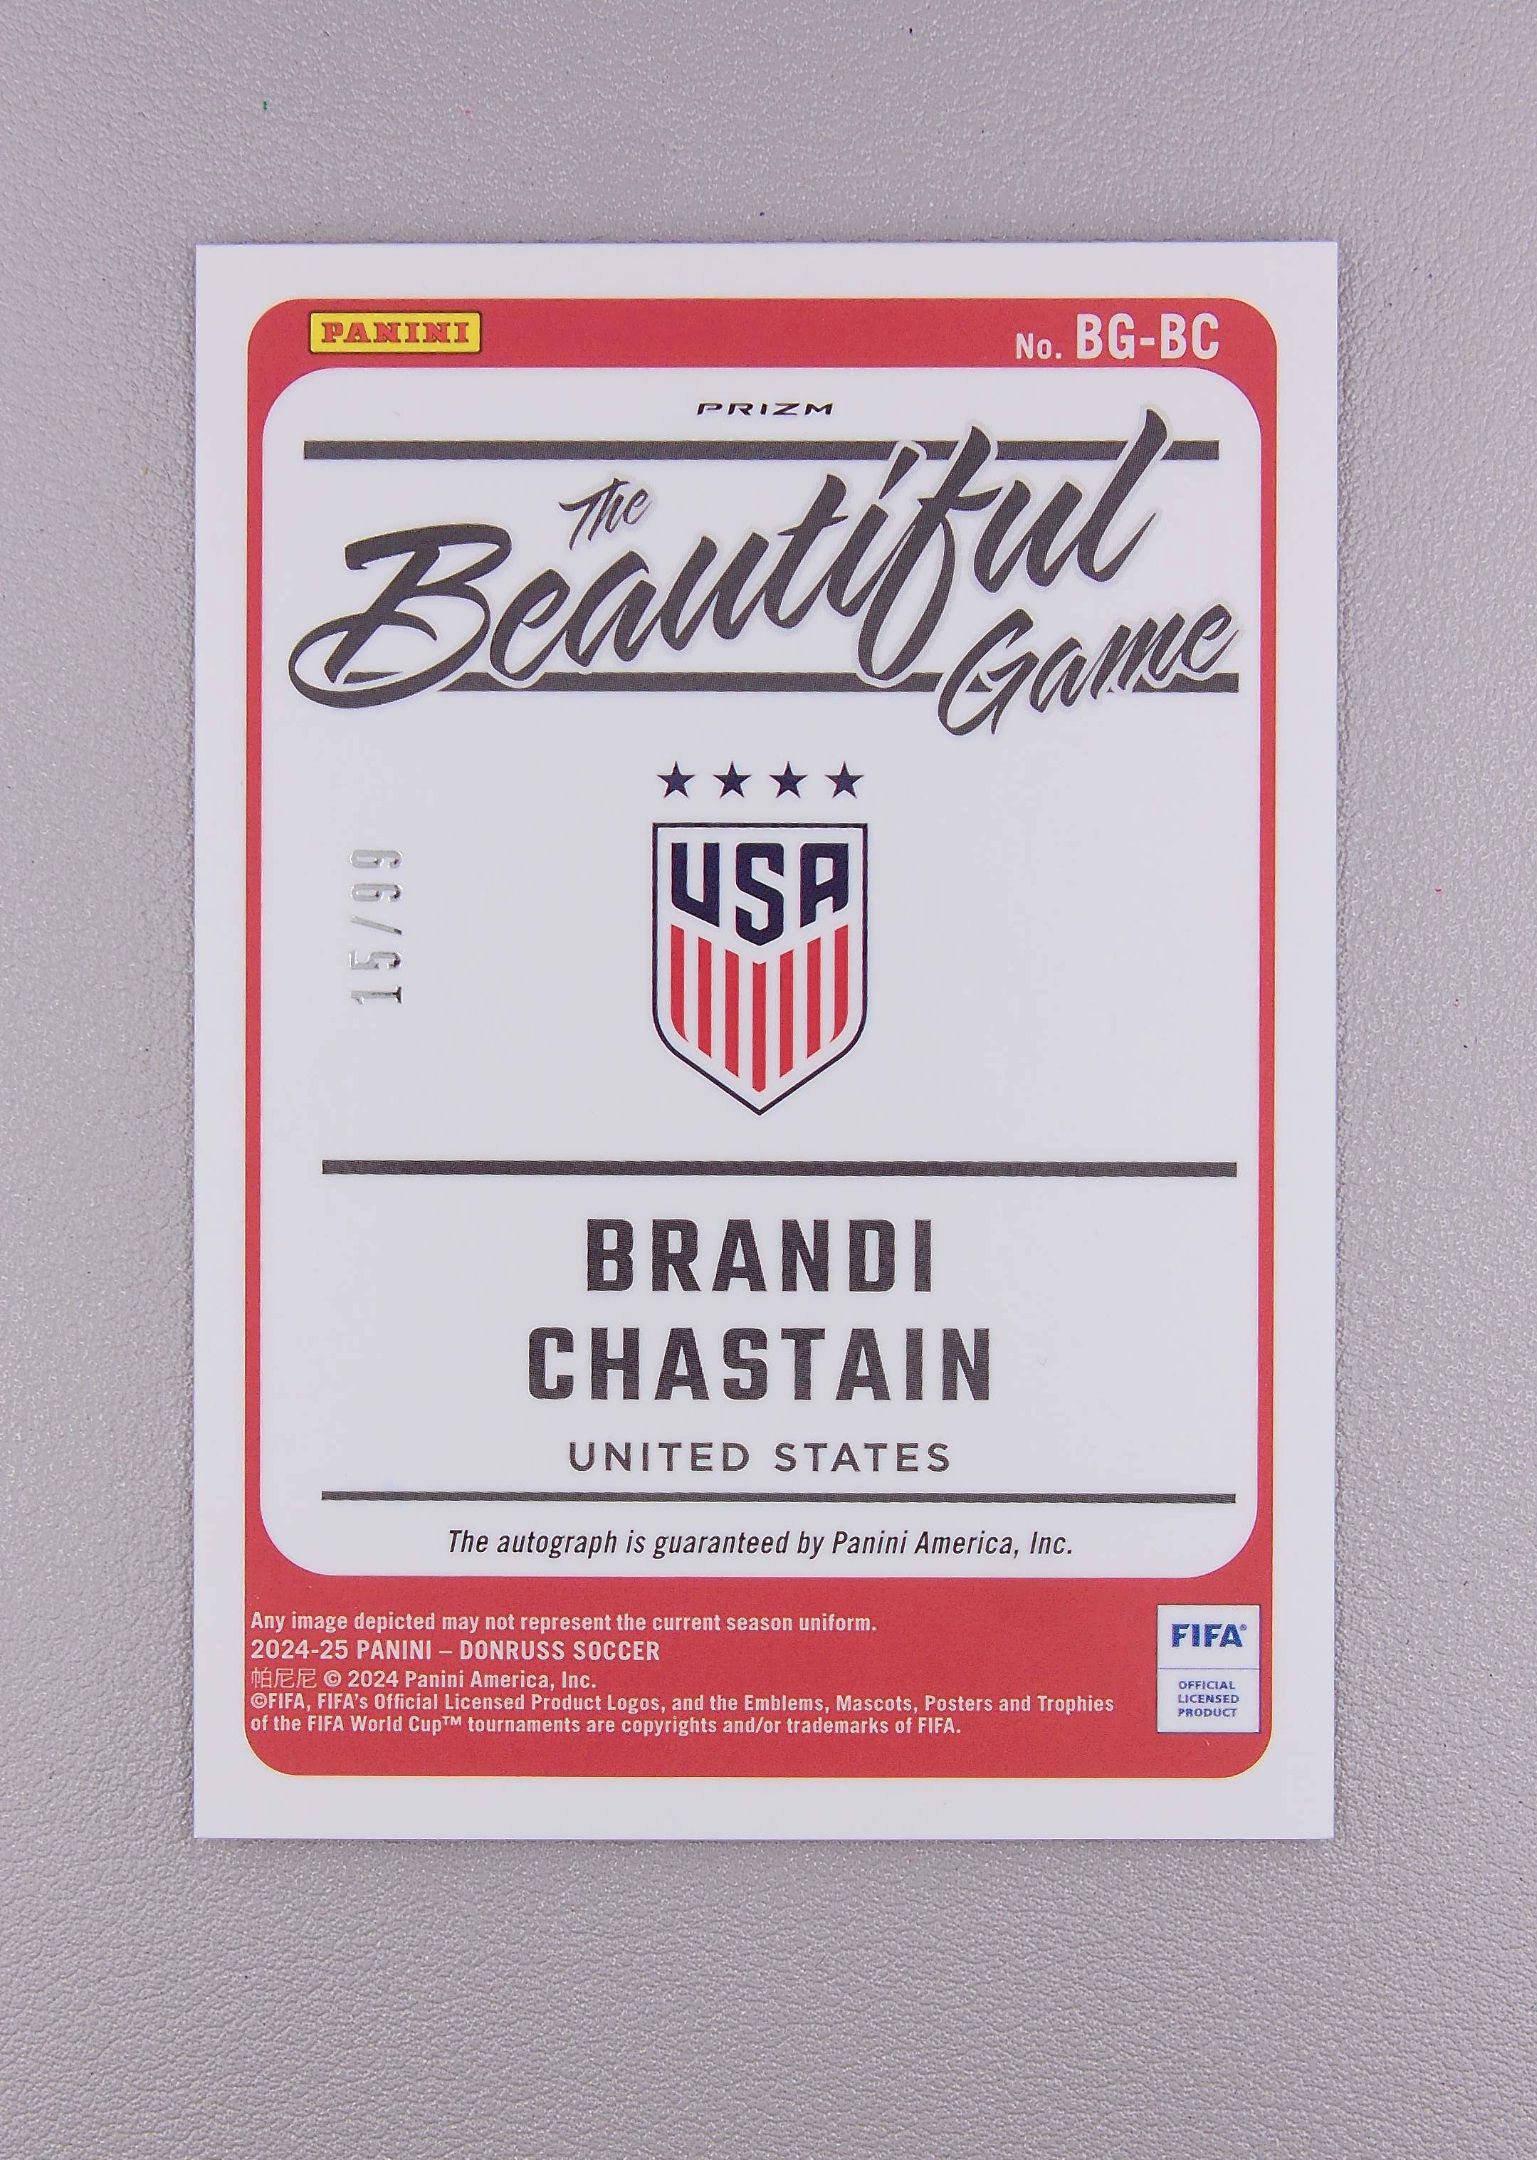 PANINI
No. BG-BC
PRIZM
The
Beautiful
Game
15/99
USA
BRANDI
CHASTAIN
UNITED STATES
The autograph is guaranteed by Panini America, Inc.
Any image depicted may not represent the current season uniform.
2024-25 PANINI – DONRUSS SOCCER
帕尼尼 © 2024 Panini America, Inc.
©FIFA, FIFA's Official Licensed Product Logos, and the Emblems, Mascots, Posters and Trophies
of the FIFA World Cup™ tournaments are copyrights and/or trademarks of FIFA.
FIFA®
OFFICIAL
LICENSED
PRODUCT